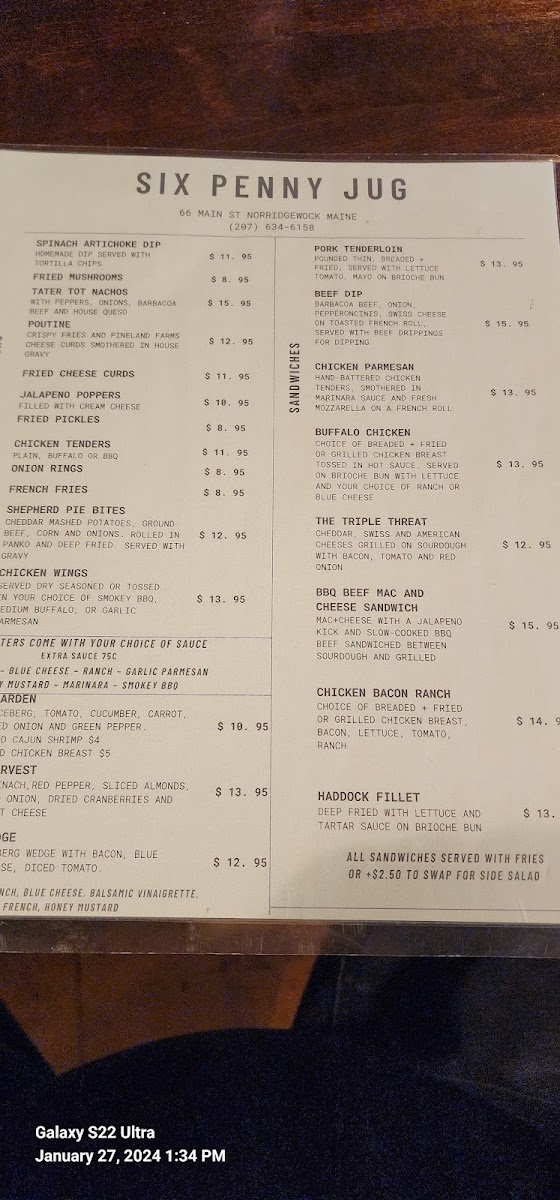 SIX PENNY JUG
66 MAIN ST NORRIDGEWOCK MAINE
(207) 634-6158
SPINACH ARTICHOKE DIP
HOMEMADE DIP SERVED WITH
TORTILLA CHIPS
$ 11. 95
FRIED MUSHROOMS
$ 8. 95
TATER TOT NACHOS
WITH PEPPERS, ONIONS, BARBACOA
BEEF AND HOUSE QUESO
$ 15. 95
POUTINE
CRISPY FRIES AND PINELAND FARMS
CHEESE CURDS SMOTHERED IN HOUSE
GRAVY
$ 12. 95
FRIED CHEESE CURDS
$ 11. 95
JALAPENO POPPERS
FILLED WITH CREAM CHEESE
$ 10. 95
FRIED PICKLES
$ 8. 95
CHICKEN TENDERS
PLAIN, BUFFALO OR BBQ
$ 11. 95
ONION RINGS
$ 8. 95
FRENCH FRIES
$ 8. 95
SHEPHERD PIE BITES
CHEDDAR MASHED POTATOES, GROUND
BEEF, CORN AND ONIONS. ROLLED IN
PANKO AND DEEP FRIED. SERVED WITH
GRAVY
$ 12. 95
CHICKEN WINGS
SERVED DRY SEASONED OR TOSSED
IN YOUR CHOICE OF SMOKEY BBQ,
EDIUM BUFFALO, OR GARLIC
ARMESAN
$ 13. 95
TERS COME WITH YOUR CHOICE OF SAUCE
EXTRA SAUCE 75C
~ BLUE CHEESE ~ RANCH ~ GARLIC PARMESAN
Y MUSTARD ~ MARINARA ~ SMOKEY BBQ
ARDEN
CEBERG, TOMATO, CUCUMBER, CARROT,
ED ONION AND GREEN PEPPER.
D CAJUN SHRIMP $4
D CHICKEN BREAST $5
$ 10. 95
RVEST
INACH, RED PEPPER, SLICED ALMONDS,
ONION, DRIED CRANBERRIES AND
T CHEESE
$ 13. 95
DGE
BERG WEDGE WITH BACON, BLUE
SE, DICED TOMATO.
$ 12. 95
NCH, BLUE CHEESE, BALSAMIC VINAIGRETTE,
FRENCH, HONEY MUSTARD
SANDWICHES
PORK TENDERLOIN
POUNDED THIN, BREADED +
FRIED, SERVED WITH LETTUCE
TOMATO, MAYO ON BRIOCHE BUN
$ 13. 95
BEEF DIP
BARBACOA BEEF, ONION,
PEPPERONCINIS, SWISS CHEESE
ON TOASTED FRENCH ROLL,
SERVED WITH BEEF DRIPPINGS
FOR DIPPING
$ 15. 95
CHICKEN PARMESAN
HAND-BATTERED CHICKEN
TENDERS, SMOTHERED IN
MARINARA SAUCE AND FRESH
MOZZARELLA ON A FRENCH ROLL
$ 13. 95
BUFFALO CHICKEN
CHOICE OF BREADED + FRIED
OR GRILLED CHICKEN BREAST
TOSSED IN HOT SAUCE. SERVED
ON BRIOCHE BUN WITH LETTUCE
AND YOUR CHOICE OF RANCH OR
BLUE CHEESE
$ 13. 95
THE TRIPLE THREAT
CHEDDAR, SWISS AND AMERICAN
CHEESES GRILLED ON SOURDOUGH
WITH BACON, TOMATO AND RED
ONION
$ 12. 95
BBQ BEEF MAC AND
CHEESE SANDWICH
MAC+CHEESE WITH A JALAPENO
KICK AND SLOW-COOKED BBQ
BEEF SANDWICHED BETWEEN
SOURDOUGH AND GRILLED
$ 15. 95
CHICKEN BACON RANCH
CHOICE OF BREADED + FRIED
OR GRILLED CHICKEN BREAST,
BACON, LETTUCE, TOMATO,
RANCH
$ 14. 9
HADDOCK FILLET
DEEP FRIED WITH LETTUCE AND
TARTAR SAUCE ON BRIOCHE BUN
$ 13.
ALL SANDWICHES SERVED WITH FRIES
OR +$2.50 TO SWAP FOR SIDE SALAD
Galaxy S22 Ultra
January 27, 2024 1:34 PM